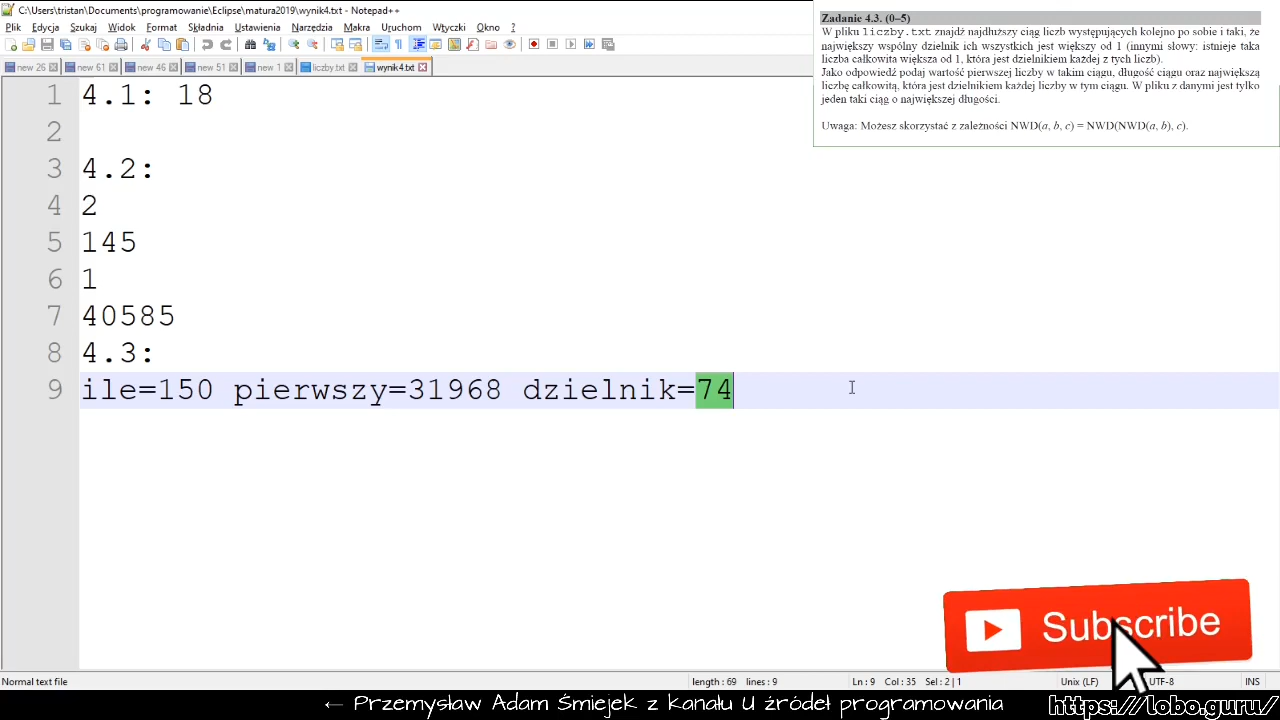 C:\Users\tristan\Documents\programowanie\Eclipse\matura2019\wynik4.txt - Notepad++
Plik Edycja Szukaj Widok Format Składnia Ustawienia Narzędzia Makra Uruchom Wtyczki Okno ?
new 26 new 61 new 46 new 51 new 1 liczby.txt wynik4.txt
Zadanie 4.3. (0–5)
W pliku liczby.txt znajdź najdłuższy ciąg liczb występujących kolejno po sobie i taki, że
największy wspólny dzielnik ich wszystkich jest większy od 1 (innymi słowy: istnieje taka
liczba całkowita większa od 1, która jest dzielnikiem każdej z tych liczb).
Jako odpowiedź podaj wartość pierwszej liczby w takim ciągu, długość ciągu oraz największą
liczbę całkowitą, która jest dzielnikiem każdej liczby w tym ciągu. W pliku z danymi jest tylko
jeden taki ciąg o największej długości.
Uwaga: Możesz skorzystać z zależności NWD(a, b, c) = NWD(NWD(a, b), c).
1 4.1: 18
2
3 4.2:
4 2
5 145
6 1
7 40585
8 4.3:
9 ile=150 pierwszy=31968 dzielnik=74
Subscribe
Normal text file length : 69 lines : 9 Ln : 9 Col : 35 Sel : 2 | 1 Unix (LF) UTF-8 INS
← Przemysław Adam Śmiejek z kanału U źródeł programowania https://lobo.guru/